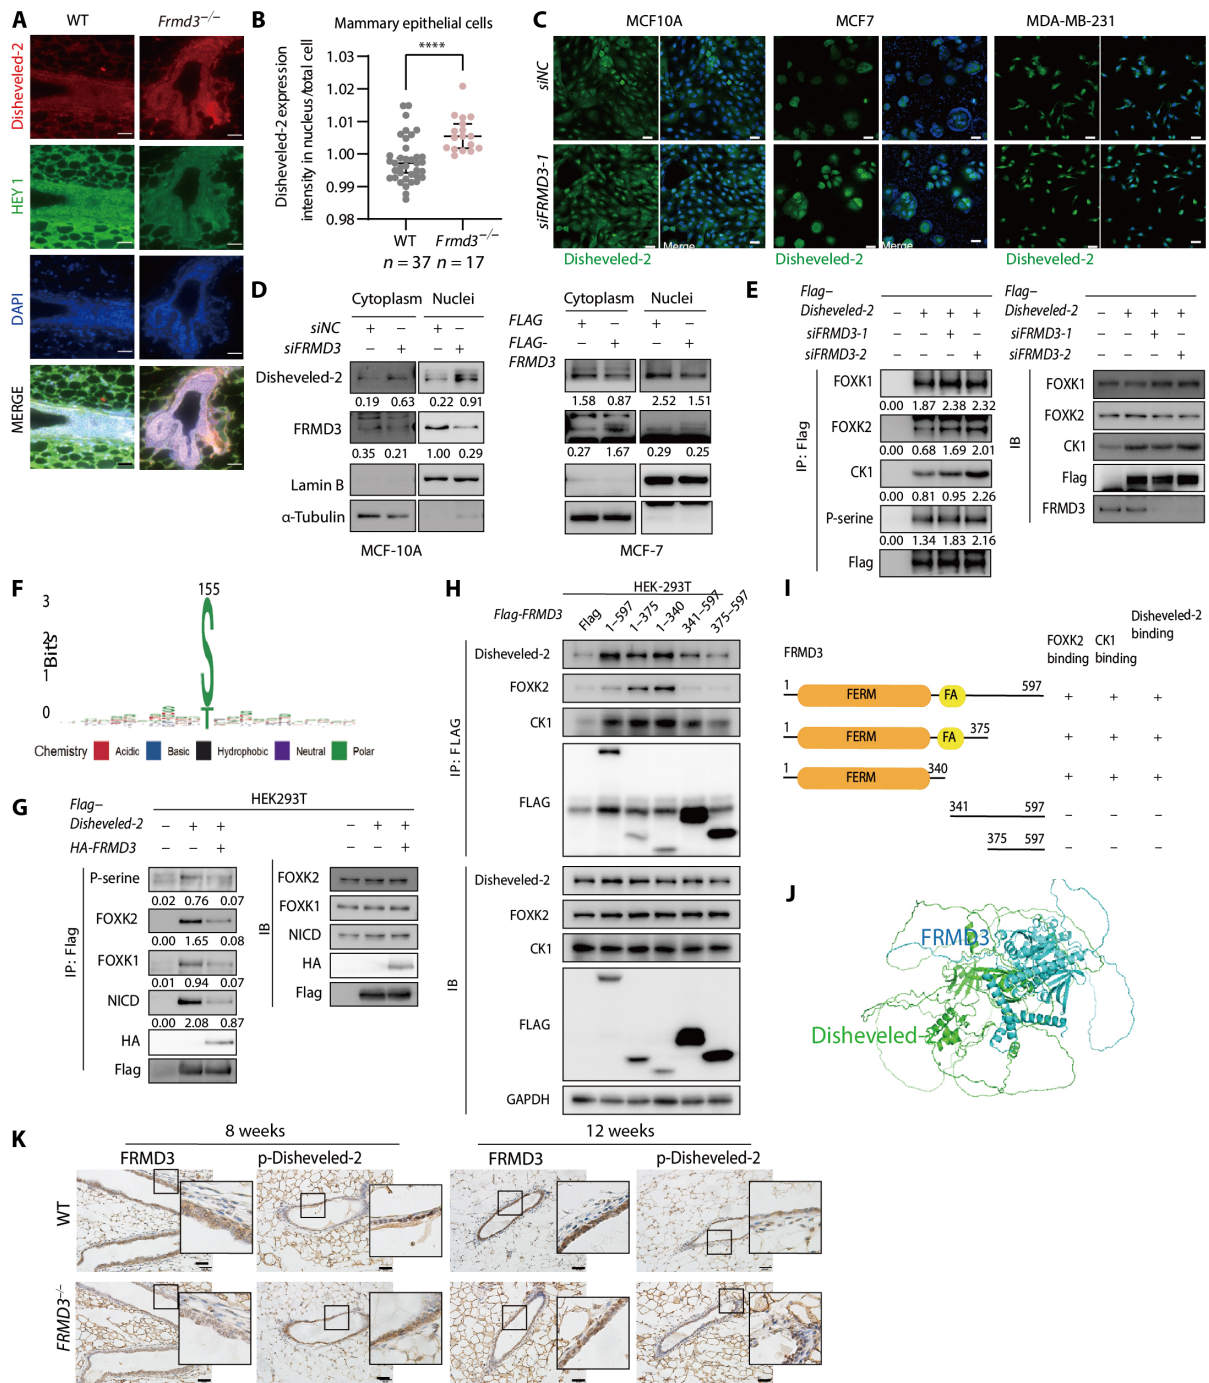 A
WT
Frmd3−/−
Disheveled-2
HEY 1
DAPI
MERGE
B
Mammary epithelial cells
Disheveled-2 expression
intensity in nucleus/total cell
****
1.03
1.02
1.01
1.00
0.99
0.98
WT
Frmd3−/−
n = 37
n = 17
C
MCF10A
MCF7
MDA-MB-231
siNC
siFRMD3-1
Merge
Merge
Disheveled-2
Disheveled-2
Disheveled-2
D
Cytoplasm
Nuclei
siNC
+ − + −
siFRMD3
− + − +
Disheveled-2
0.19 0.63 0.22 0.91
FRMD3
0.35 0.21 1.00 0.29
Lamin B
α-Tubulin
MCF-10A
Cytoplasm
Nuclei
FLAG
+ − + −
FLAG-
FRMD3
− + − +
1.58 0.87 2.52 1.51
0.27 1.67 0.29 0.25
MCF-7
E
Flag–
Disheveled-2
− + + +
siFRMD3-1
− − + −
siFRMD3-2
− − − +
IP: Flag
FOXK1
0.00 1.87 2.38 2.32
FOXK2
0.00 0.68 1.69 2.01
CK1
0.00 0.81 0.95 2.26
P-serine
0.00 1.34 1.83 2.16
Flag
Flag–
Disheveled-2
− + + +
siFRMD3-1
− − + −
siFRMD3-2
− − − +
IB
FOXK1
FOXK2
CK1
Flag
FRMD3
F
155
Bits
3
2
1
0
S
T
Chemistry
Acidic
Basic
Hydrophobic
Neutral
Polar
G
HEK293T
Flag–
Disheveled-2
− + +
− + +
HA-FRMD3
− − +
− − +
IP: Flag
P-serine
0.02 0.76 0.07
FOXK2
0.00 1.65 0.08
FOXK1
0.01 0.94 0.07
NICD
0.00 2.08 0.87
HA
Flag
IB
FOXK2
FOXK1
NICD
HA
Flag
H
HEK-293T
Flag-FRMD3
Flag
1–597
1–375
1–340
341–597
375–597
IP: FLAG
Disheveled-2
FOXK2
CK1
FLAG
IB
Disheveled-2
FOXK2
CK1
FLAG
GAPDH
I
FRMD3
FOXK2
binding
CK1
binding
Disheveled-2
binding
1 FERM FA 597 + + +
1 FERM FA 375 + + +
1 FERM 340 + + +
341 597 − − −
375 597 − − −
J
FRMD3
Disheveled-2
K
8 weeks
12 weeks
FRMD3
p-Disheveled-2
FRMD3
p-Disheveled-2
WT
FRMD3−/−